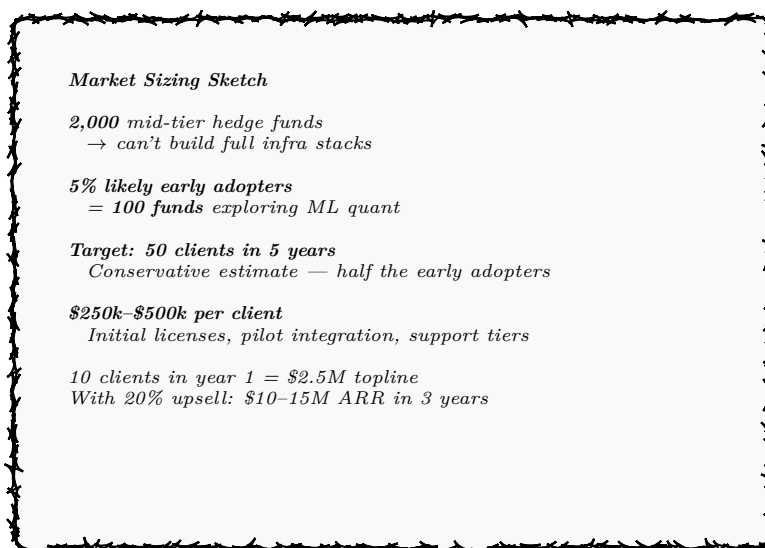 Market Sizing Sketch
2,000 mid-tier hedge funds
→ can't build full infra stacks
5% likely early adopters
= 100 funds exploring ML quant
Target: 50 clients in 5 years
Conservative estimate — half the early adopters
$250k–$500k per client
Initial licenses, pilot integration, support tiers
10 clients in year 1 = $2.5M topline
With 20% upsell: $10–15M ARR in 3 years